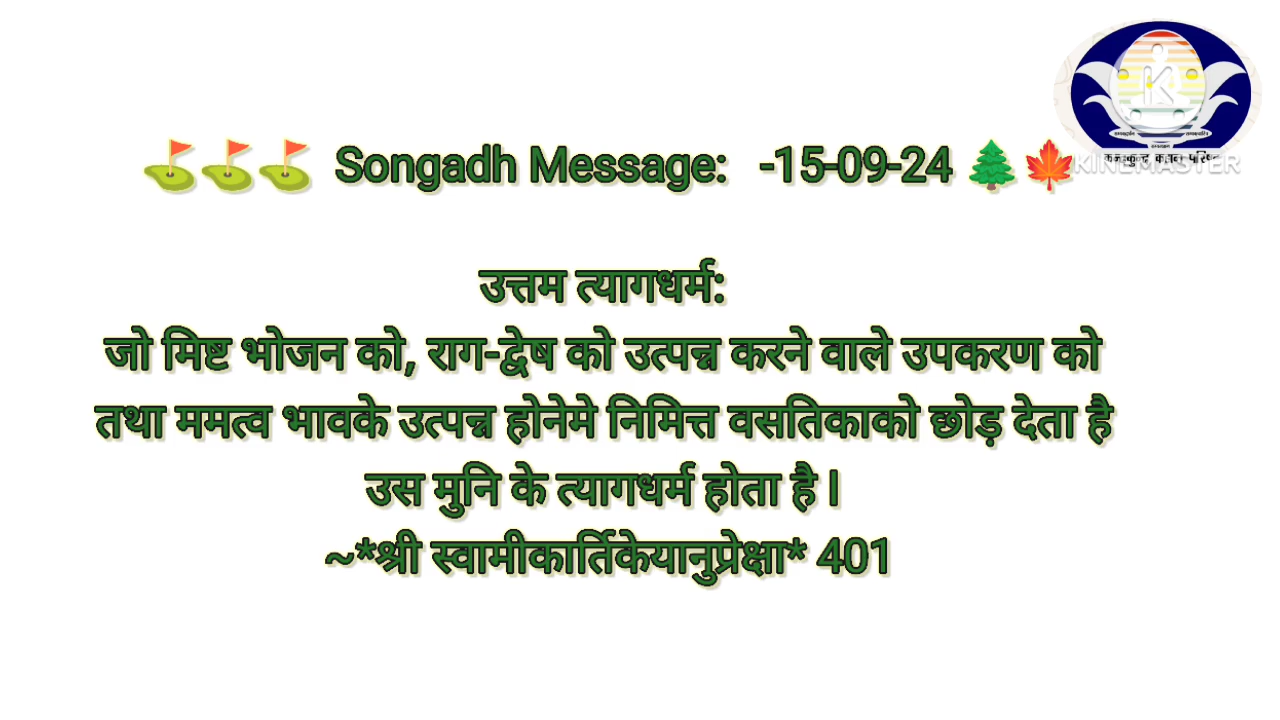 ⛳⛳⛳ Songadh Message: -15-09-24 🌲🍁
KINEMASTER
उत्तम त्यागधर्म:
जो मिष्ट भोजन को, राग-द्वेष को उत्पन्न करने वाले उपकरण को
तथा ममत्व भावके उत्पन्न होनेमे निमित्त वसतिकाको छोड़ देता है
उस मुनि के त्यागधर्म होता है l
~*श्री स्वामीकार्तिकेयानुप्रेक्षा* 401